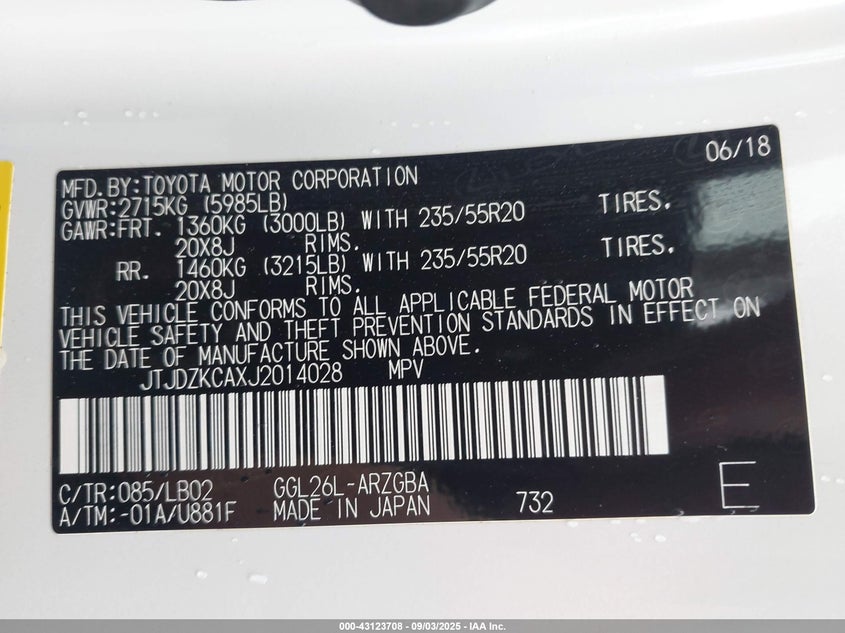 06/18
MFD.BY:TOYOTA MOTOR CORPORATION
GVWR:2715KG (5985LB)
GAWR:FRT. 1360KG (3000LB) WITH 235/55R20 TIRES.
20X8J RIMS.
RR. 1460KG (3215LB) WITH 235/55R20 TIRES.
20X8J RIMS.
THIS VEHICLE CONFORMS TO ALL APPLICABLE FEDERAL MOTOR
VEHICLE SAFETY AND THEFT PREVENTION STANDARDS IN EFFECT ON
THE DATE OF MANUFACTURE SHOWN ABOVE.
JTJDZKCAXJ2014028 MPV
C/TR:085/LB02 GGL26L-ARZGBA
A/TM:-01A/U881F MADE IN JAPAN 732 E
000-43123708 - 09/03/2025 - IAA Inc.